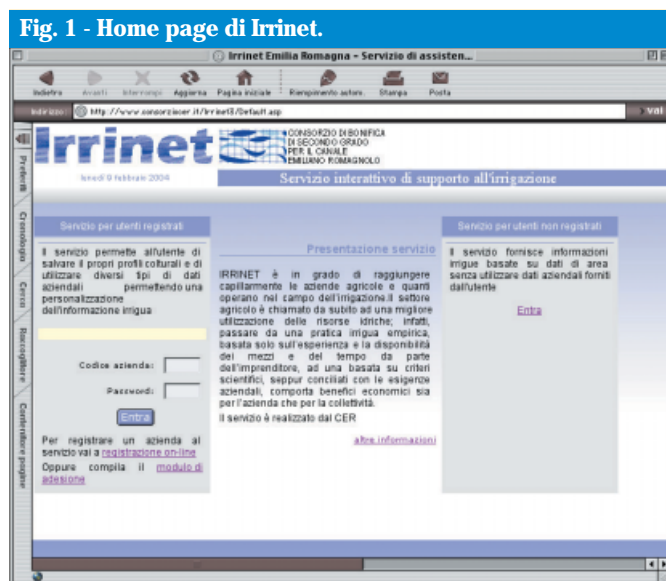 Fig. 1 - Home page di Irrinet.
Irrinet Emilia Romagna - Servizio di assisten...
Indietro Avanti Interrompi Aggiorna Pagina iniziale Riempimento autom. Stampa Posta
Indirizzo: http://www.consorziocer.it/Irrinet3/Default.asp vai
Preferiti
Cronologia
Cerca
Raccoglitore
Contenitore pagine
Irrinet
CONSORZIO DI BONIFICA
DI SECONDO GRADO
PER IL CANALE
EMILIANO ROMAGNOLO
lunedì 9 febbraio 2004
Servizio interattivo di supporto all'irrigazione
Servizio per utenti registrati
Il servizio permette all'utente di
salvare il propri profili colturali e di
utilizzare diversi tipi di dati
aziendali permettendo una
personalizzazione
dell'informazione irrigua
Codice azienda:
Password:
Entra
Per registrare un azienda al
servizio vai a registrazione on-line
Oppure compila il modulo di
adesione
Presentazione servizio
IRRINET è in grado di raggiungere
capillarmente le aziende agricole e quanti
operano nel campo dell'irrigazione.Il settore
agricolo è chiamato da subito ad una migliore
utilizzazione delle risorse idriche; infatti,
passare da una pratica irrigua empirica,
basata solo sull'esperienza e la disponibilità
dei mezzi e del tempo da parte
dell'imprenditore, ad una basata su criteri
scientifici, seppur conciliati con le esigenze
aziendali, comporta benefici economici sia
per l'azienda che per la collettività.
Il servizio è realizzato dal CER
altre informazioni
Servizio per utenti non registrati
Il servizio fornisce informazioni
irrigue basate su dati di area
senza utilizzare dati aziendali forniti
dall'utente
Entra